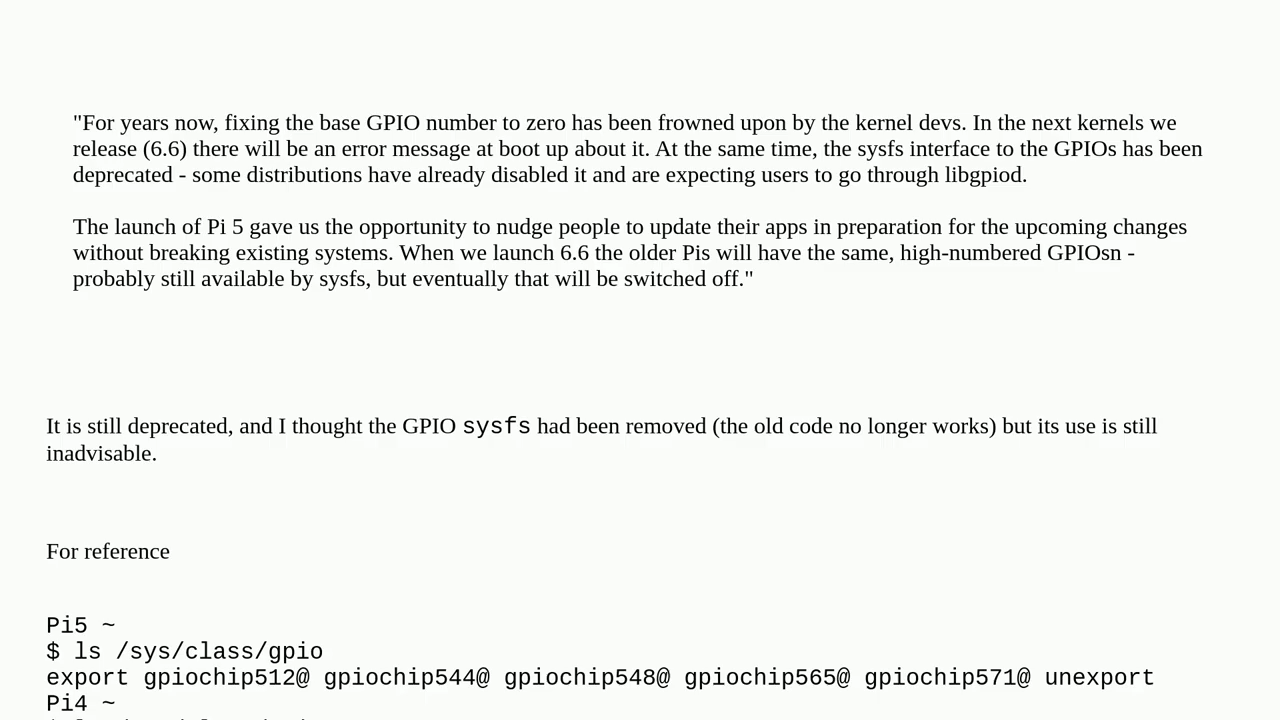 "For years now, fixing the base GPIO number to zero has been frowned upon by the kernel devs. In the next kernels we
release (6.6) there will be an error message at boot up about it. At the same time, the sysfs interface to the GPIOs has been
deprecated - some distributions have already disabled it and are expecting users to go through libgpiod.
The launch of Pi 5 gave us the opportunity to nudge people to update their apps in preparation for the upcoming changes
without breaking existing systems. When we launch 6.6 the older Pis will have the same, high-numbered GPIOsn -
probably still available by sysfs, but eventually that will be switched off."
It is still deprecated, and I thought the GPIO sysfs had been removed (the old code no longer works) but its use is still
inadvisable.
For reference
Pi5 ~
$ ls /sys/class/gpio
export gpiochip512@ gpiochip544@ gpiochip548@ gpiochip565@ gpiochip571@ unexport
Pi4 ~